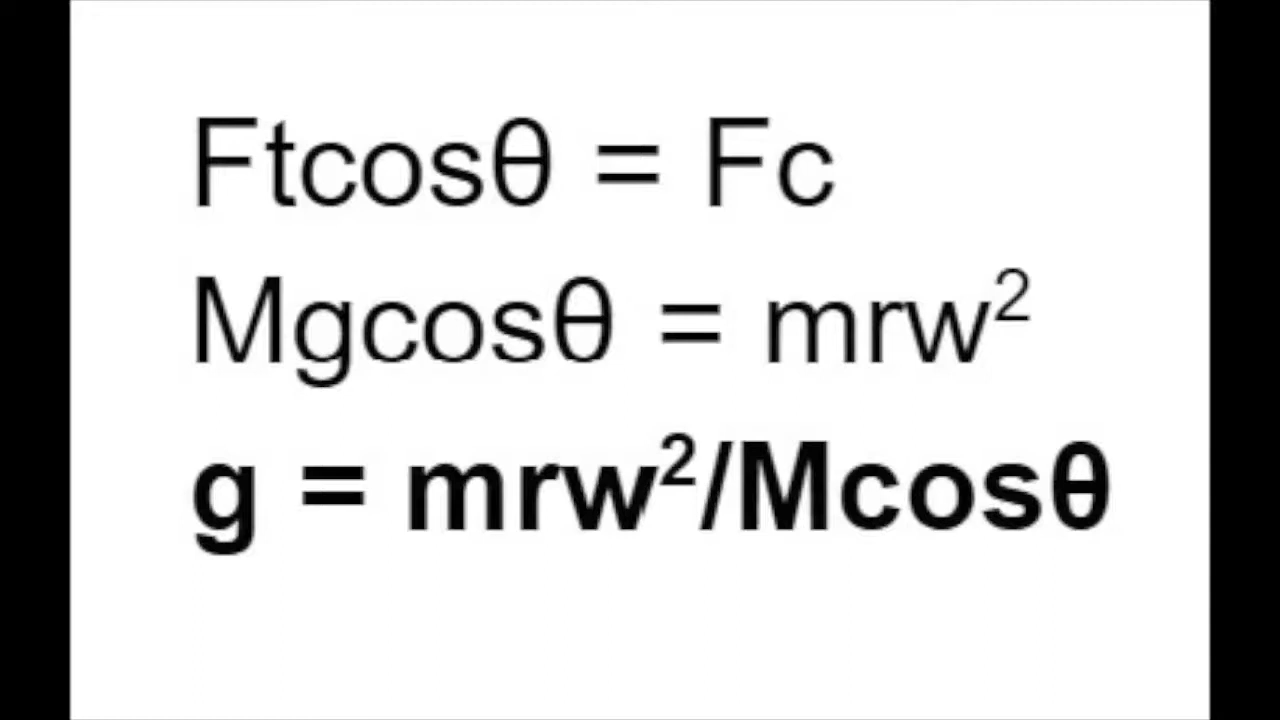 Ftcosθ = Fc
Mgcosθ = mrw²
g = mrw²/Mcosθ